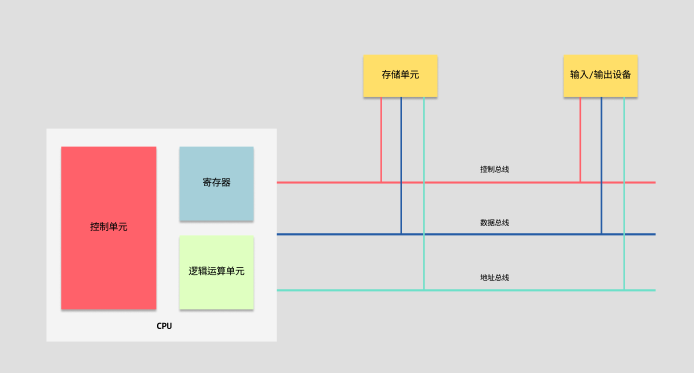 存储单元
输入/输出设备
控制总线
寄存器
控制单元
数据总线
逻辑运算单元
地址总线
CPU